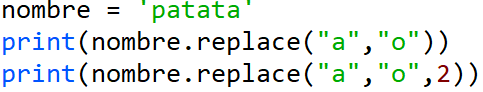 nombre = 'patata'
print(nombre.replace("a","o"))
print(nombre.replace("a","o",2))